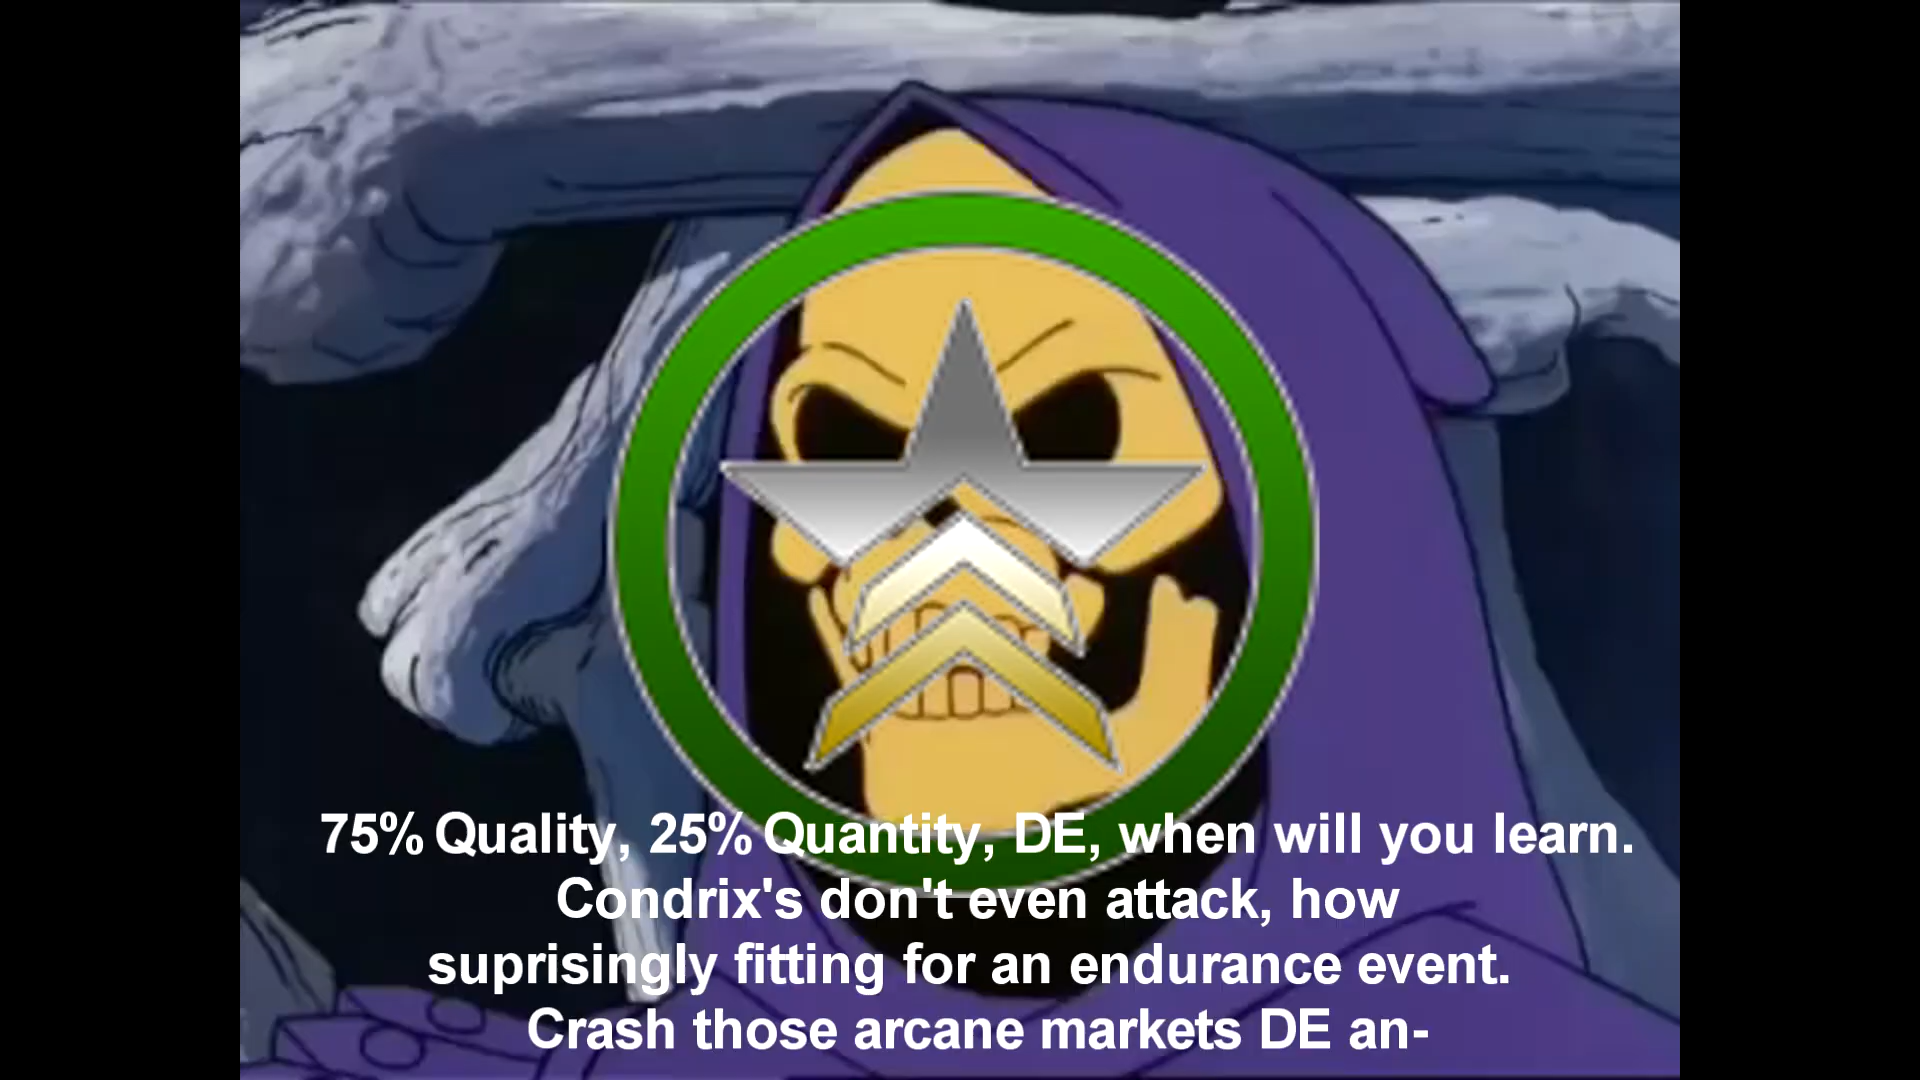 75% Quality, 25% Quantity, DE, when will you learn.
Condrix's don't even attack, how
suprisingly fitting for an endurance event.
Crash those arcane markets DE an-